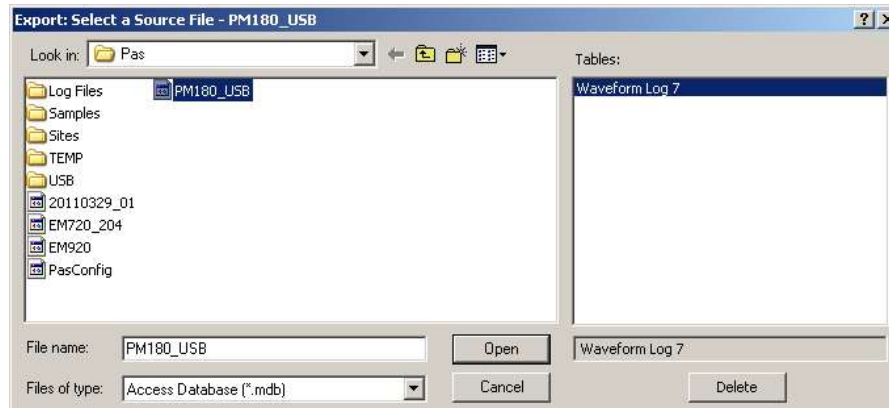 Export: Select a Source File - PM180_USB
Look in: Pas
Tables:
Log Files
Samples
Sites
TEMP
USB
20110329_01
EM720_204
EM920
PasConfig
PM180_USB
Waveform Log 7
File name: PM180_USB
Open
Waveform Log 7
Files of type: Access Database (*.mdb)
Cancel
Delete